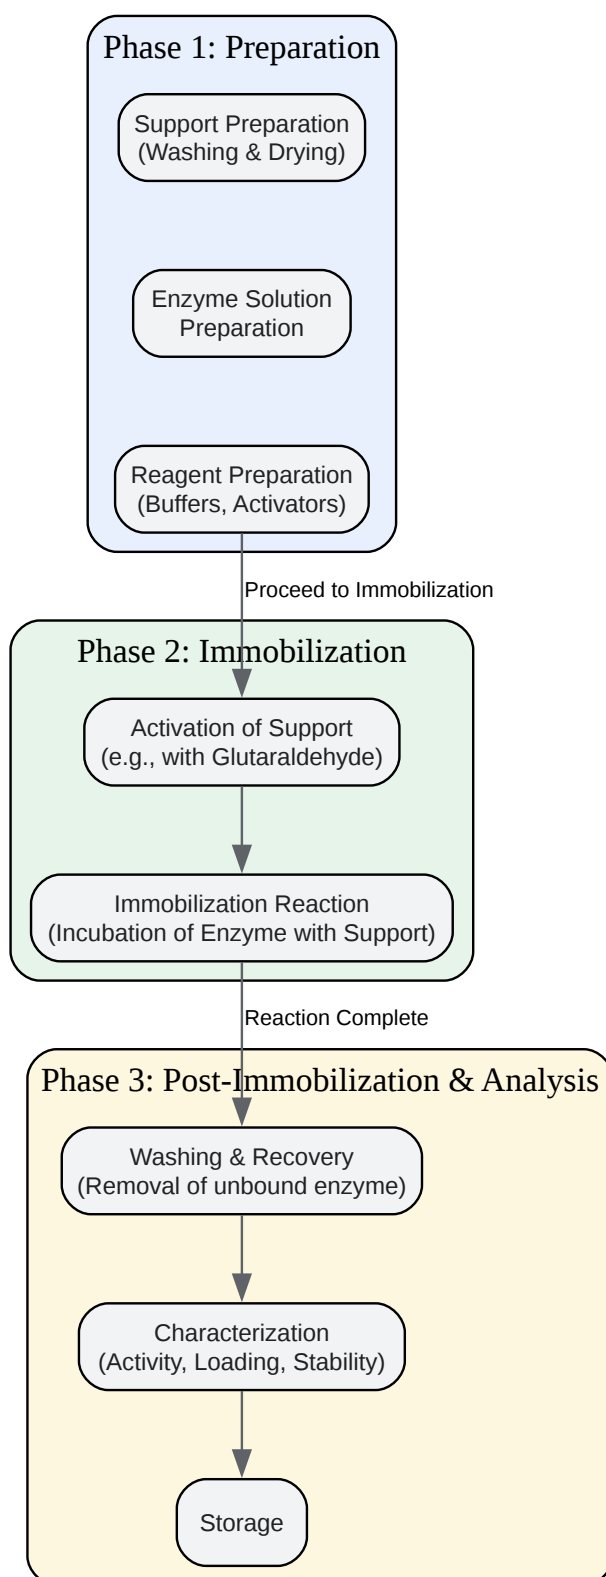 Phase 1: Preparation
Support Preparation
(Washing & Drying)
Enzyme Solution
Preparation
Reagent Preparation
(Buffers, Activators)
Proceed to Immobilization
Phase 2: Immobilization
Activation of Support
(e.g., with Glutaraldehyde)
Immobilization Reaction
(Incubation of Enzyme with Support)
Reaction Complete
Phase 3: Post-Immobilization & Analysis
Washing & Recovery
(Removal of unbound enzyme)
Characterization
(Activity, Loading, Stability)
Storage